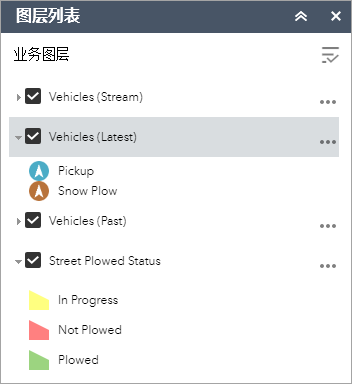 图层列表
业务图层
Vehicles (Stream)
Vehicles (Latest)
Pickup
Snow Plow
Vehicles (Past)
Street Plowed Status
In Progress
Not Plowed
Plowed